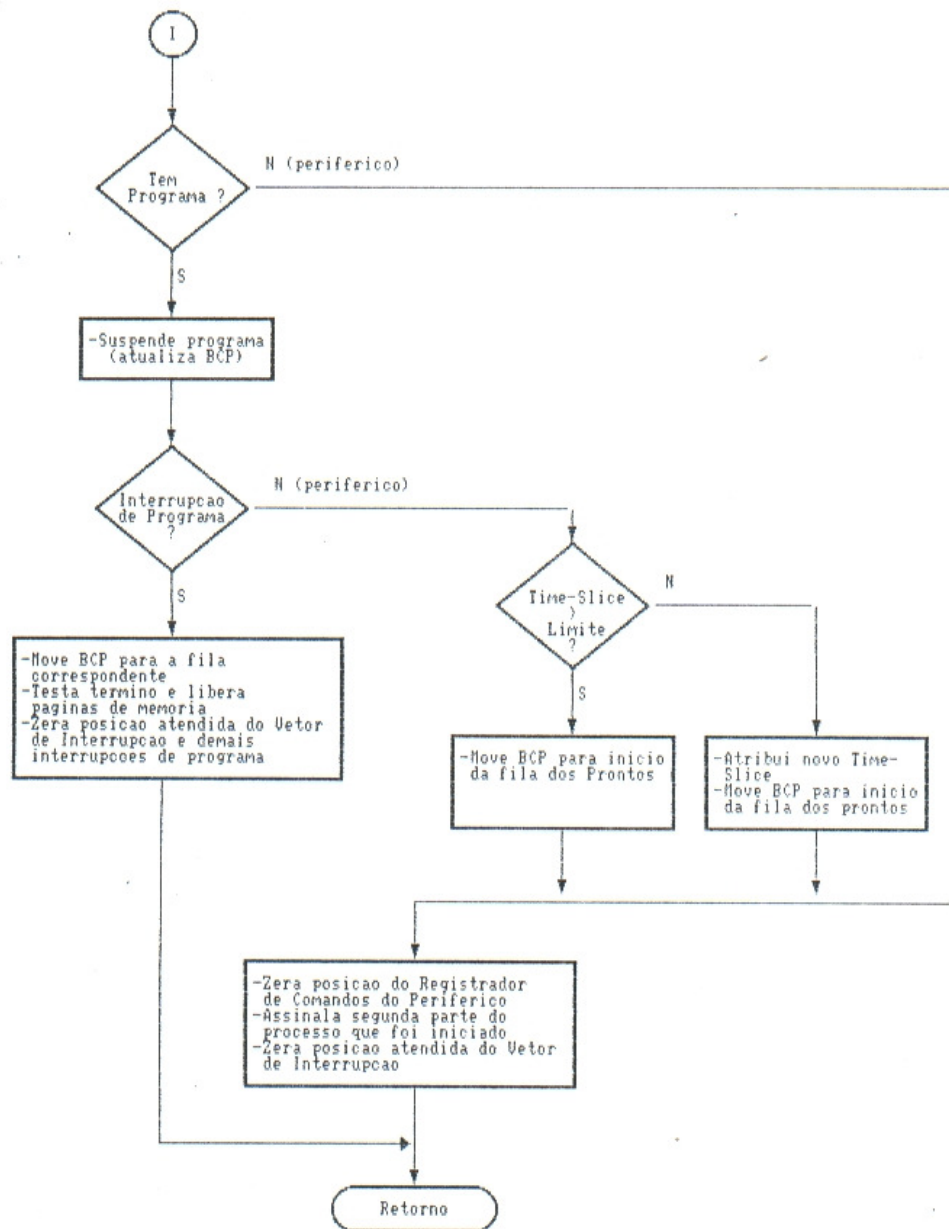 I
N (periferico)
Tem
Programa ?
S
-Suspende programa
(atualiza BCP)
N (periferico)
Interrupcao
de Programa
?
S
N
Time-Slice
>
Limite
?
S
-Move BCP para a fila
correspondente
-Testa termino e libera
paginas de memoria
-Zera posicao atendida do Vetor
de Interrupcao e demais
interrupcoes de programa
-Move BCP para inicio
da fila dos Prontos
-Atribui novo Time-
Slice
-Move BCP para inicio
da fila dos prontos
-Zera posicao do Registrador
de Comandos do Periferico
-Assinala segunda parte do
processo que foi iniciado
-Zera posicao atendida do Vetor
de Interrupcao
Retorno